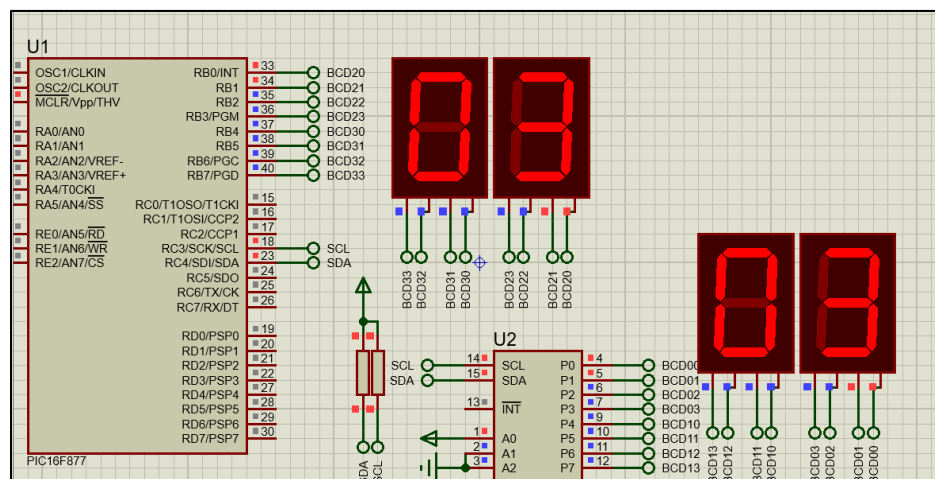 U1
OSC1/CLKIN
OSC2/CLKOUT
MCLR/Vpp/THV
RA0/AN0
RA1/AN1
RA2/AN2/VREF-
RA3/AN3/VREF+
RA4/T0CKI
RA5/AN4/SS
RE0/AN5/RD
RE1/AN6/WR
RE2/AN7/CS
RB0/INT 33 BCD20
RB1 34 BCD21
RB2 35 BCD22
RB3/PGM 36 BCD23
RB4 37 BCD30
RB5 38 BCD31
RB6/PGC 39 BCD32
RB7/PGD 40 BCD33
RC0/T1OSO/T1CKI 15
RC1/T1OSI/CCP2 16
RC2/CCP1 17
RC3/SCK/SCL 18 SCL
RC4/SDI/SDA 23 SDA
RC5/SDO 24
RC6/TX/CK 25
RC7/RX/DT 26
RD0/PSP0 19
RD1/PSP1 20
RD2/PSP2 21
RD3/PSP3 22
RD4/PSP4 27
RD5/PSP5 28
RD6/PSP6 29
RD7/PSP7 30
PIC16F877
03
BCD33 BCD32 BCD31 BCD30 BCD23 BCD22 BCD21 BCD20
SDA SCL
U2
SCL 14 SCL P0 4 BCD00
SDA 15 SDA P1 5 BCD01
P2 6 BCD02
13 INT P3 7 BCD03
P4 9 BCD10
1 A0 P5 10 BCD11
2 A1 P6 11 BCD12
3 A2 P7 12 BCD13
03
BCD13 BCD12 BCD11 BCD10 BCD03 BCD02 BCD01 BCD00